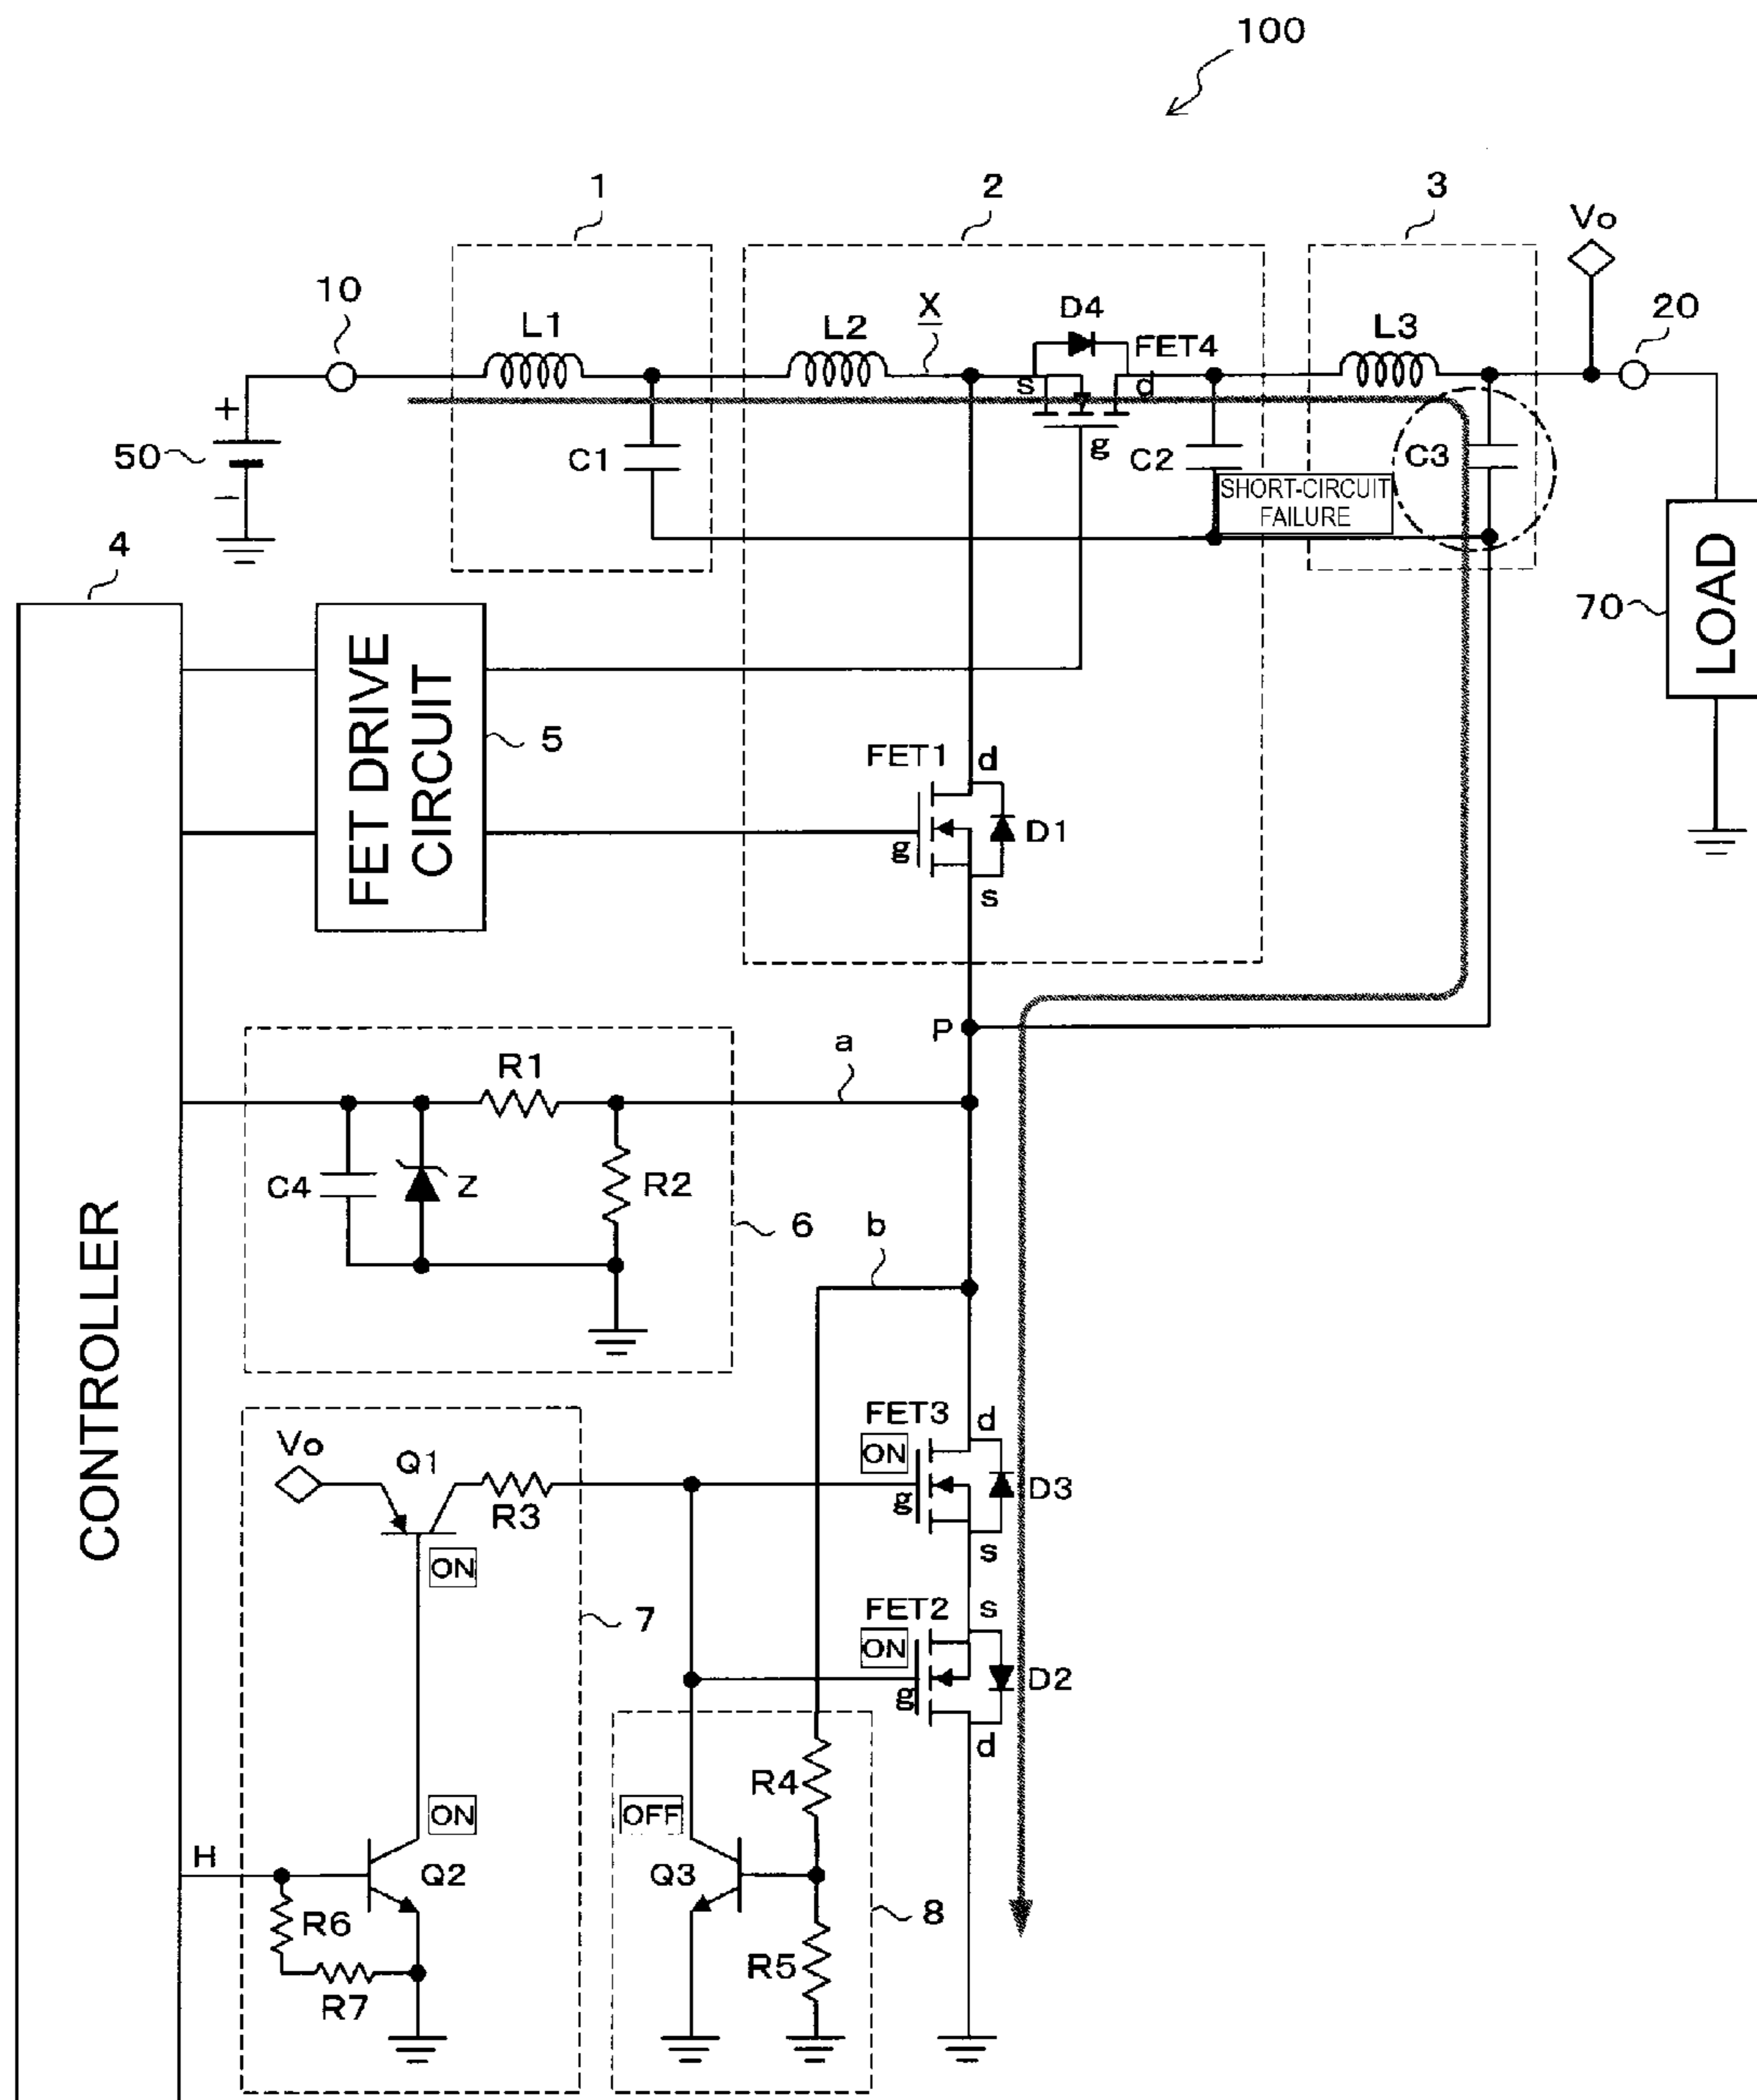 100
1
2
3
Vo
10
L1
L2
X
D4
FET4
L3
20
s
d
g
+
50
−
C1
C2
C3
SHORT-CIRCUIT
FAILURE
4
70
LOAD
FET DRIVE
CIRCUIT
5
FET1
d
D1
g
s
P
a
R1
C4
Z
R2
6
b
CONTROLLER
Vo
Q1
R3
ON
FET3
d
ON
g
D3
s
7
FET2
s
ON
g
D2
d
R4
ON
OFF
H
Q2
Q3
8
R6
R5
R7